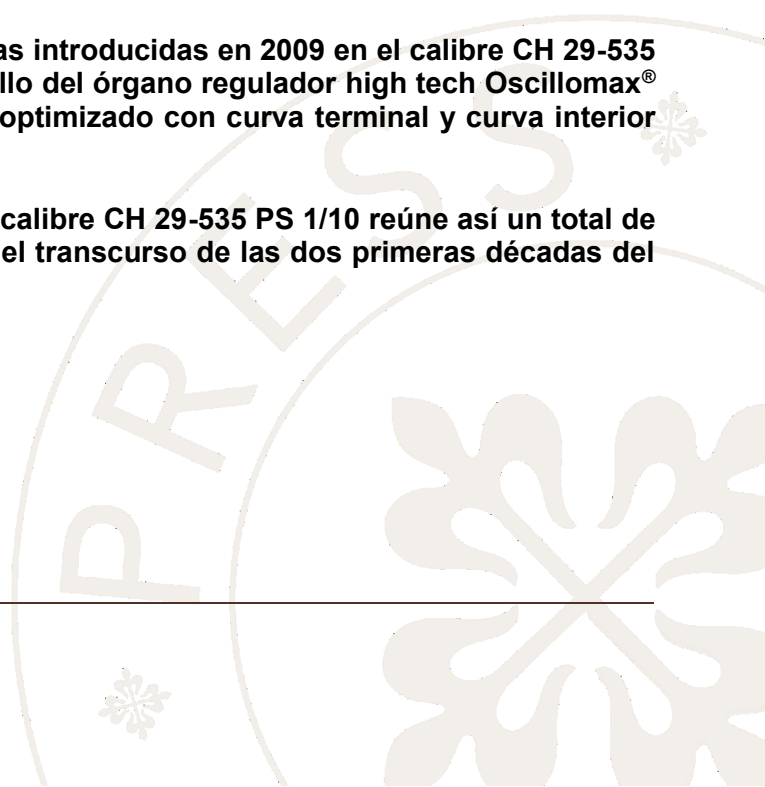 as introducidas en 2009 en el calibre CH 29-535
llo del órgano regulador high tech Oscillomax®
optimizado con curva terminal y curva interior
calibre CH 29-535 PS 1/10 reúne así un total de
el transcurso de las dos primeras décadas del
PRESS